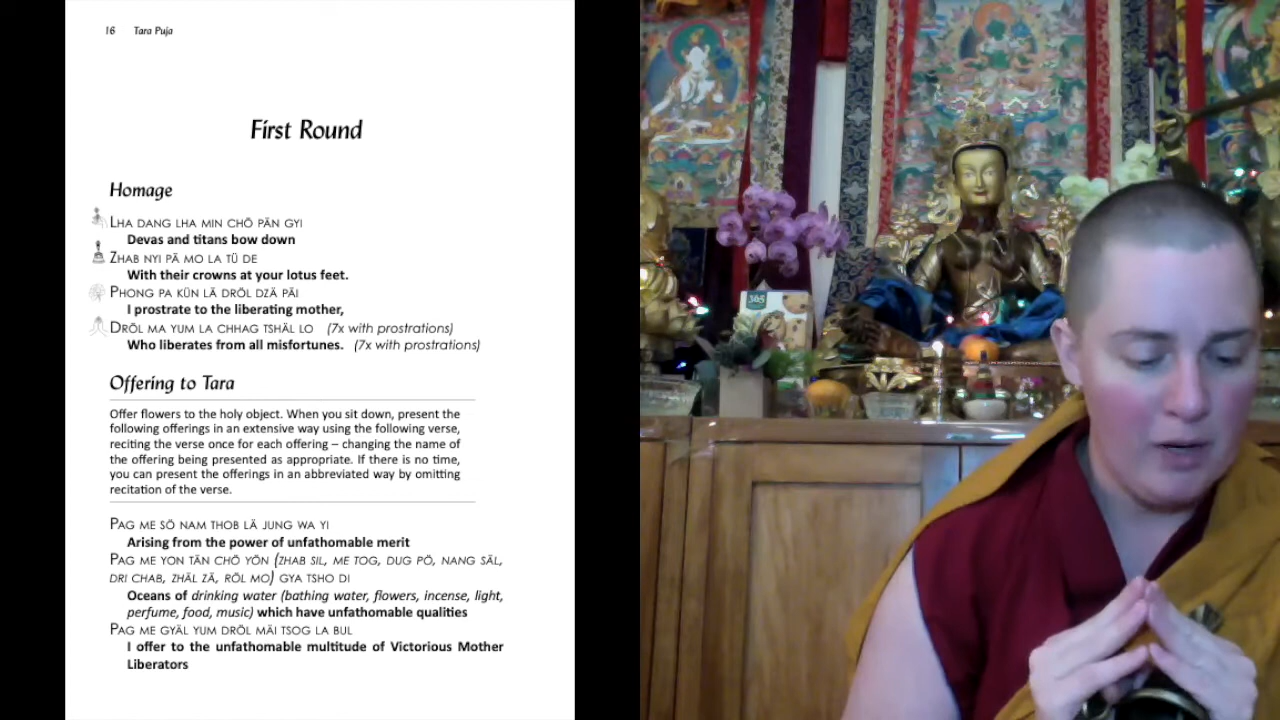 16 Tara Puja
First Round
Homage
LHA DANG LHA MIN CHÖ PÄN GYI
Devas and titans bow down
ZHAB NYI PÄ MO LA TÜ DE
With their crowns at your lotus feet.
PHONG PA KÜN LÄ DRÖL DZÄ PÄI
I prostrate to the liberating mother,
DRÖL MA YUM LA CHHAG TSHÄL LO (7x with prostrations)
Who liberates from all misfortunes. (7x with prostrations)
Offering to Tara
Offer flowers to the holy object. When you sit down, present the
following offerings in an extensive way using the following verse,
reciting the verse once for each offering – changing the name of
the offering being presented as appropriate. If there is no time,
you can present the offerings in an abbreviated way by omitting
recitation of the verse.
PAG ME SÖ NAM THOB LÄ JUNG WA YI
Arising from the power of unfathomable merit
PAG ME YON TÄN CHÖ YÖN (ZHAB SIL, ME TOG, DUG PÖ, NANG SÄL,
DRI CHAB, ZHÄL ZÄ, RÖL MO) GYA TSHO DI
Oceans of drinking water (bathing water, flowers, incense, light,
perfume, food, music) which have unfathomable qualities
PAG ME GYÄL YUM DRÖL MÄI TSOG LA BUL
I offer to the unfathomable multitude of Victorious Mother
Liberators
365